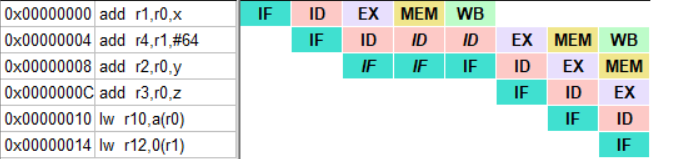 0x00000000 add r1,r0,x IF ID EX MEM WB
0x00000004 add r4,r1,#64 IF ID ID ID EX MEM WB
0x00000008 add r2,r0,y IF IF IF ID EX MEM
0x0000000C add r3,r0,z IF ID EX
0x00000010 lw r10,a(r0) IF ID
0x00000014 lw r12,0(r1) IF